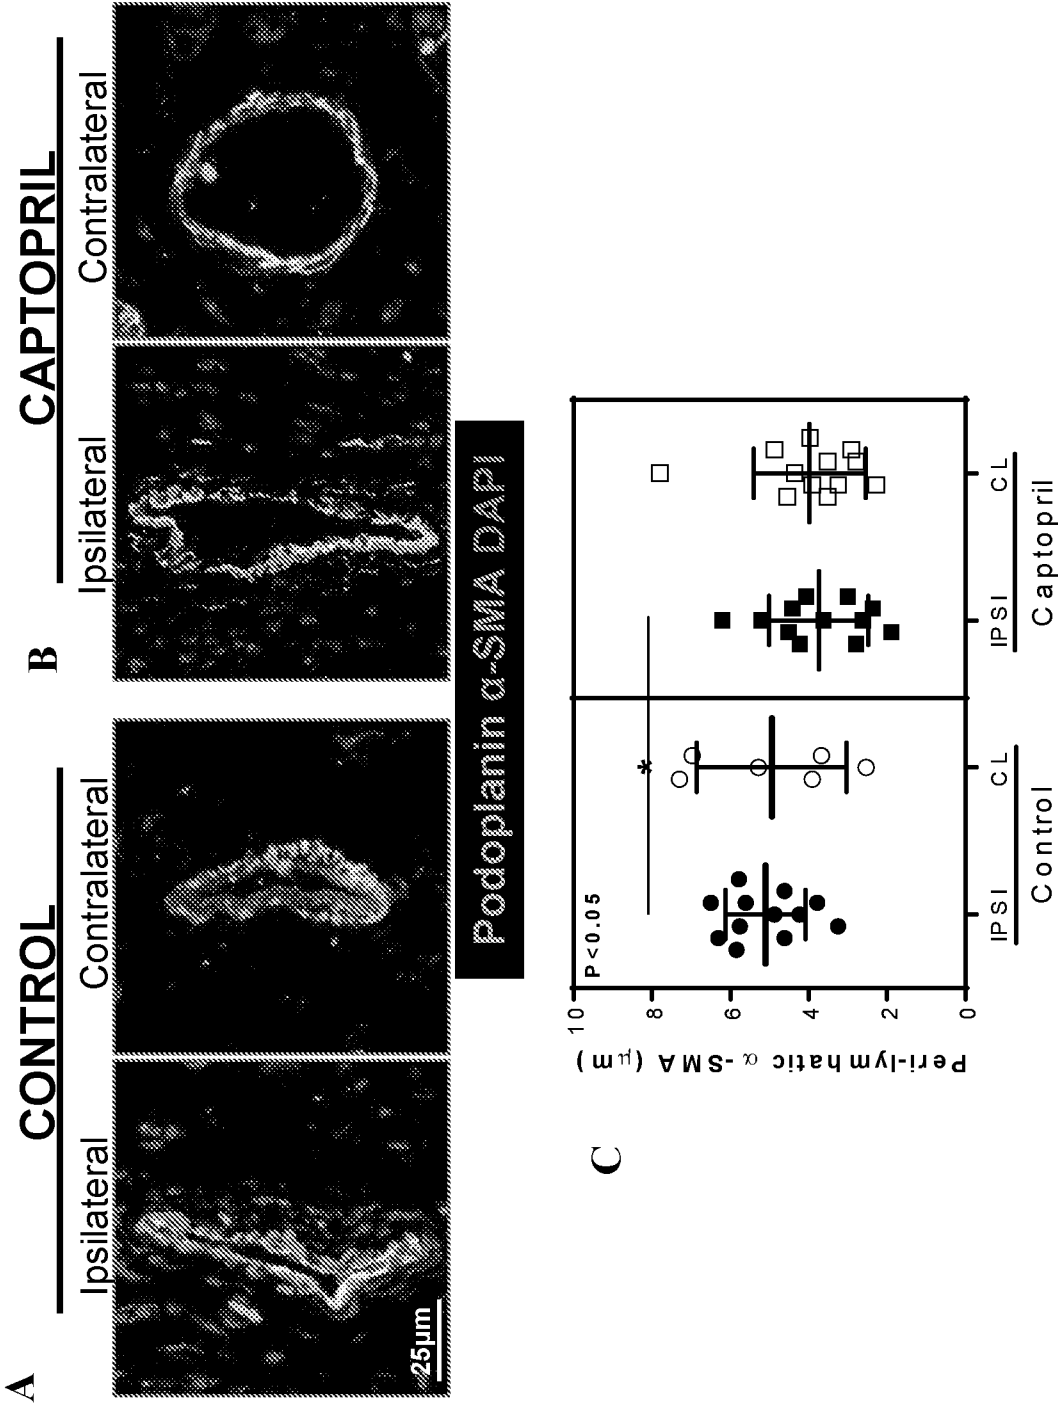 A
CONTROL
Ipsilateral
Contralateral
25µm
B
CAPTOPRIL
Ipsilateral
Contralateral
Podoplanin α-SMA DAPI
C
P<0.05
*
Peri-lymhatic α-SMA (µm)
10
8
6
4
2
0
IPSI
CL
IPSI
CL
Control
Captopril